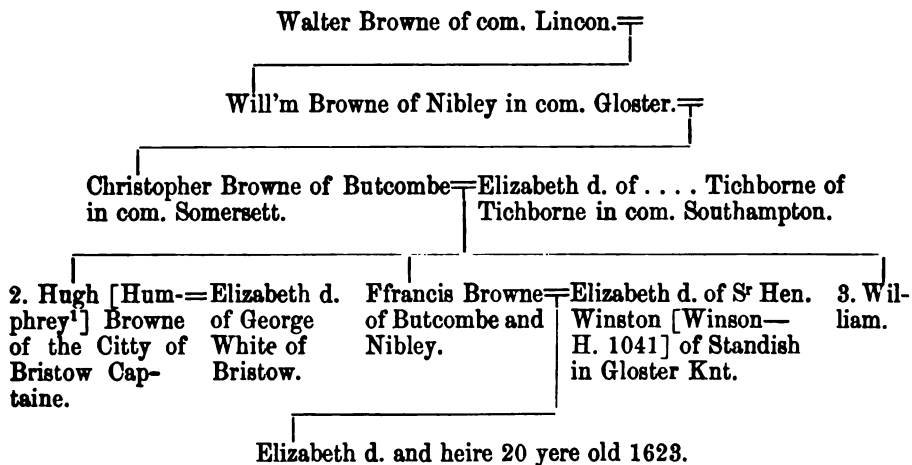 Walter Browne of com. Lincon.
Will'm Browne of Nibley in com. Gloster.
Christopher Browne of Butcombe
in com. Somersett.
Elizabeth d. of .... Tichborne of
Tichborne in com. Southampton.
2. Hugh [Hum-
phrey¹] Browne
of the Citty of
Bristow Cap-
taine.
Elizabeth d.
of George
White of
Bristow.
Ffrancis Browne
of Butcombe and
Nibley.
Elizabeth d. of Sʳ Hen.
Winston [Winson—
H. 1041] of Standish
in Gloster Knt.
3. Wil-
liam.
Elizabeth d. and heire 20 yere old 1623.